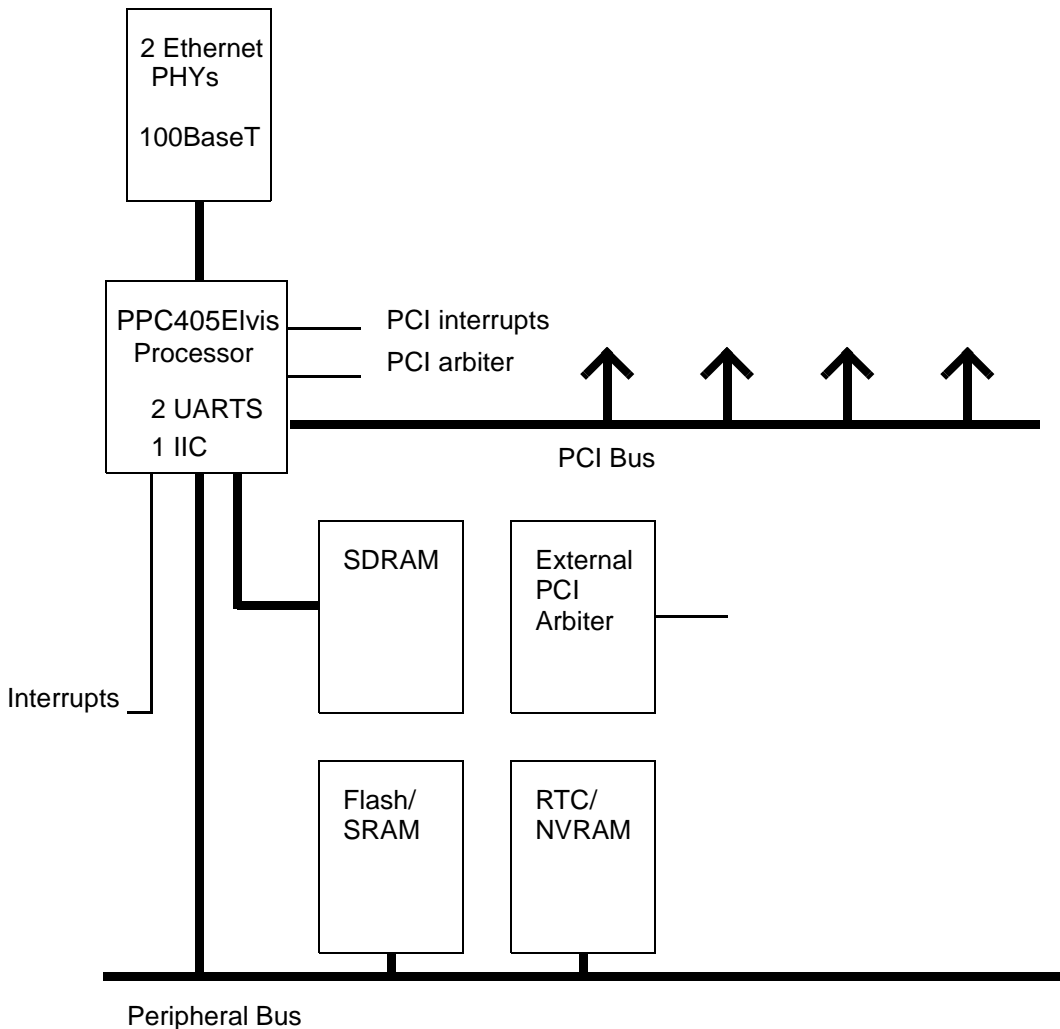 2 Ethernet
PHYs
100BaseT
PPC405Elvis
Processor
2 UARTS
1 IIC
PCI interrupts
PCI arbiter
PCI Bus
SDRAM
External
PCI
Arbiter
Interrupts
Flash/
SRAM
RTC/
NVRAM
Peripheral Bus